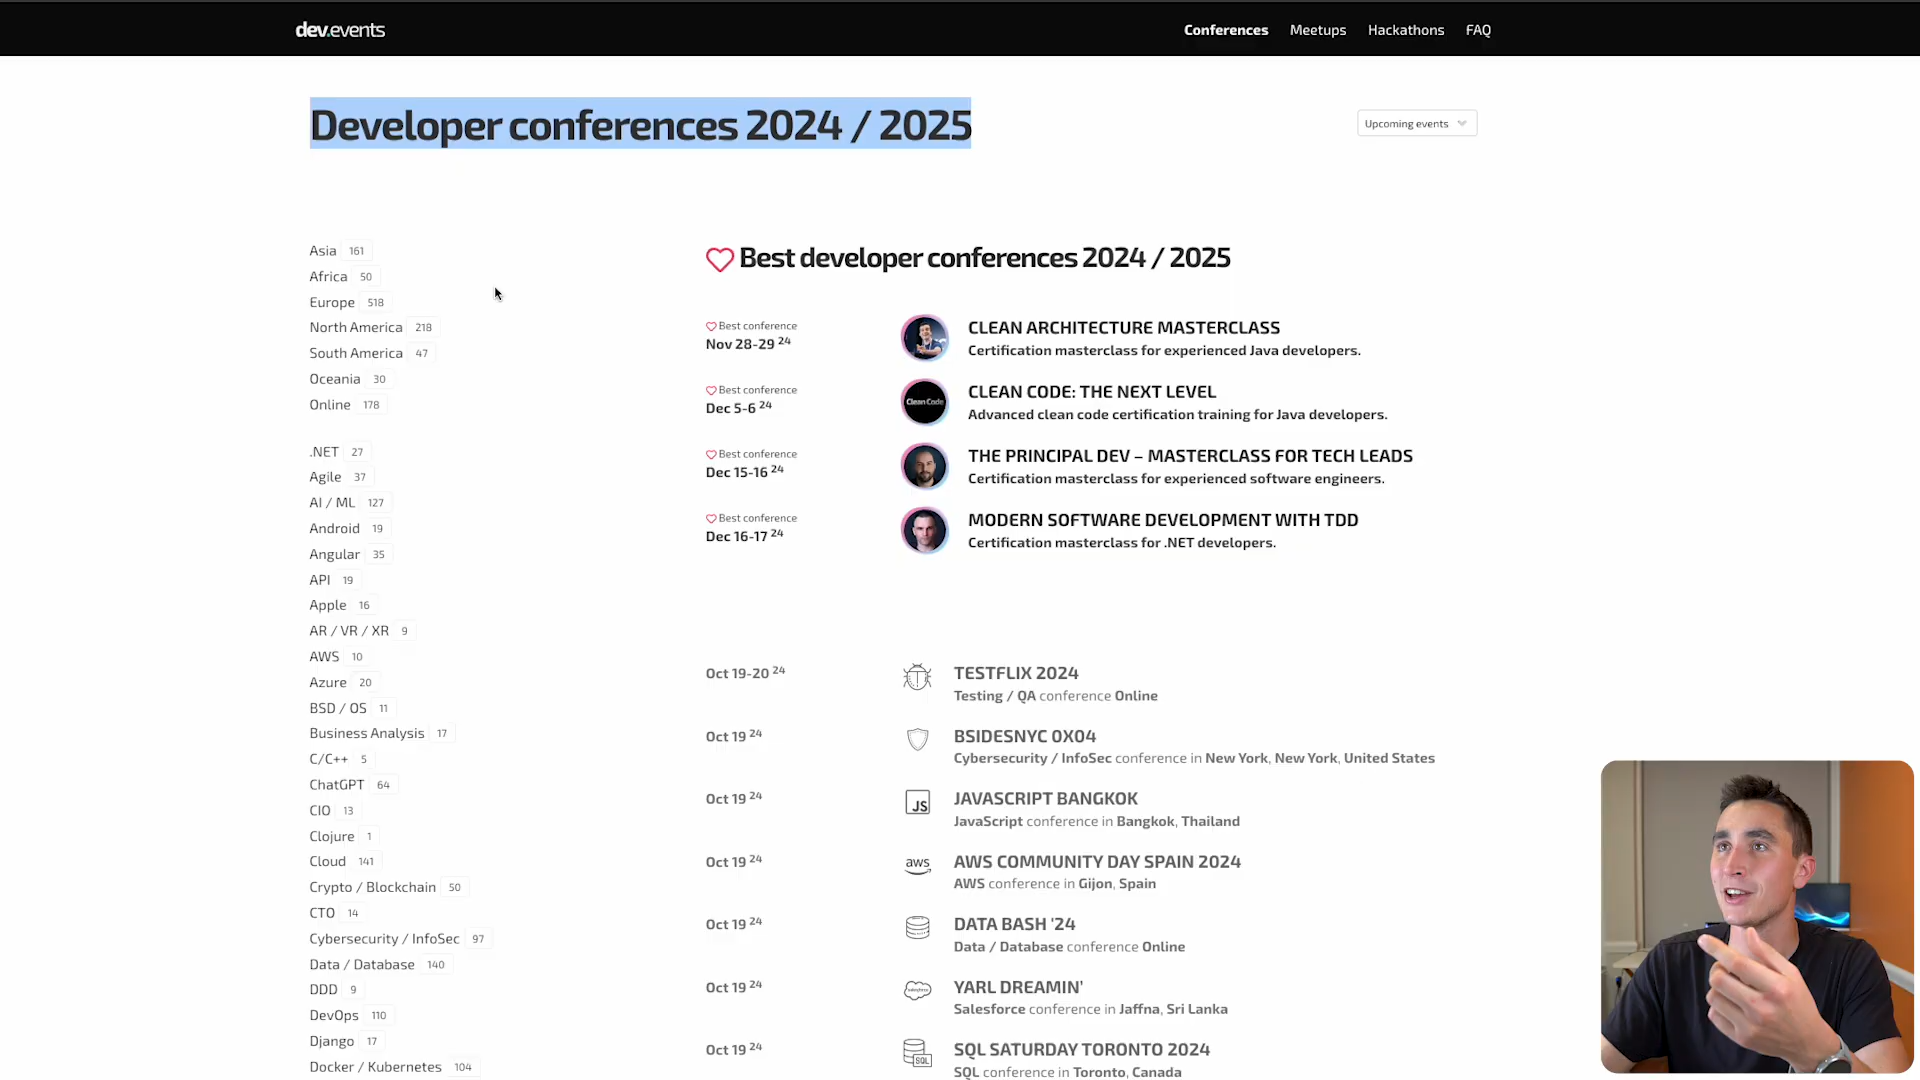 dev.events
Conferences Meetups Hackathons FAQ
Developer conferences 2024 / 2025
Upcoming events
Asia 161
Africa 50
Europe 518
North America 218
South America 47
Oceania 30
Online 178
.NET 27
Agile 37
AI / ML 127
Android 19
Angular 35
API 19
Apple 16
AR / VR / XR 9
AWS 10
Azure 20
BSD / OS 11
Business Analysis 17
C/C++ 5
ChatGPT 64
CIO 13
Clojure 1
Cloud 141
Crypto / Blockchain 50
CTO 14
Cybersecurity / InfoSec 97
Data / Database 140
DDD 9
DevOps 110
Django 17
Docker / Kubernetes 104
Best developer conferences 2024 / 2025
Best conference
Nov 28-29 24
CLEAN ARCHITECTURE MASTERCLASS
Certification masterclass for experienced Java developers.
Best conference
Dec 5-6 24
Clean Code
CLEAN CODE: THE NEXT LEVEL
Advanced clean code certification training for Java developers.
Best conference
Dec 15-16 24
THE PRINCIPAL DEV – MASTERCLASS FOR TECH LEADS
Certification masterclass for experienced software engineers.
Best conference
Dec 16-17 24
MODERN SOFTWARE DEVELOPMENT WITH TDD
Certification masterclass for .NET developers.
Oct 19-20 24
TESTFLIX 2024
Testing / QA conference Online
Oct 19 24
BSIDESNYC 0X04
Cybersecurity / InfoSec conference in New York, New York, United States
Oct 19 24
JS
JAVASCRIPT BANGKOK
JavaScript conference in Bangkok, Thailand
Oct 19 24
aws
AWS COMMUNITY DAY SPAIN 2024
AWS conference in Gijon, Spain
Oct 19 24
DATA BASH '24
Data / Database conference Online
Oct 19 24
YARL DREAMIN'
Salesforce conference in Jaffna, Sri Lanka
Oct 19 24
SQL
SQL SATURDAY TORONTO 2024
SQL conference in Toronto, Canada